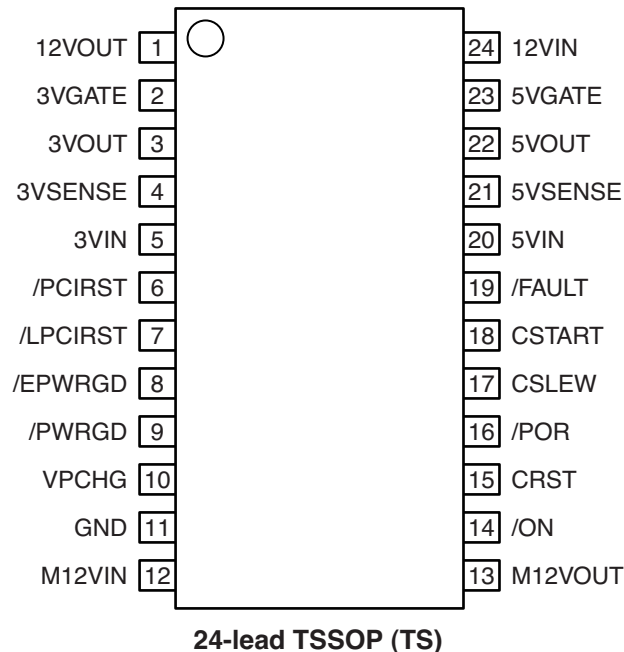 12VOUT 1 24 12VIN
3VGATE 2 23 5VGATE
3VOUT 3 22 5VOUT
3VSENSE 4 21 5VSENSE
3VIN 5 20 5VIN
/PCIRST 6 19 /FAULT
/LPCIRST 7 18 CSTART
/EPWRGD 8 17 CSLEW
/PWRGD 9 16 /POR
VPCHG 10 15 CRST
GND 11 14 /ON
M12VIN 12 13 M12VOUT
24-lead TSSOP (TS)